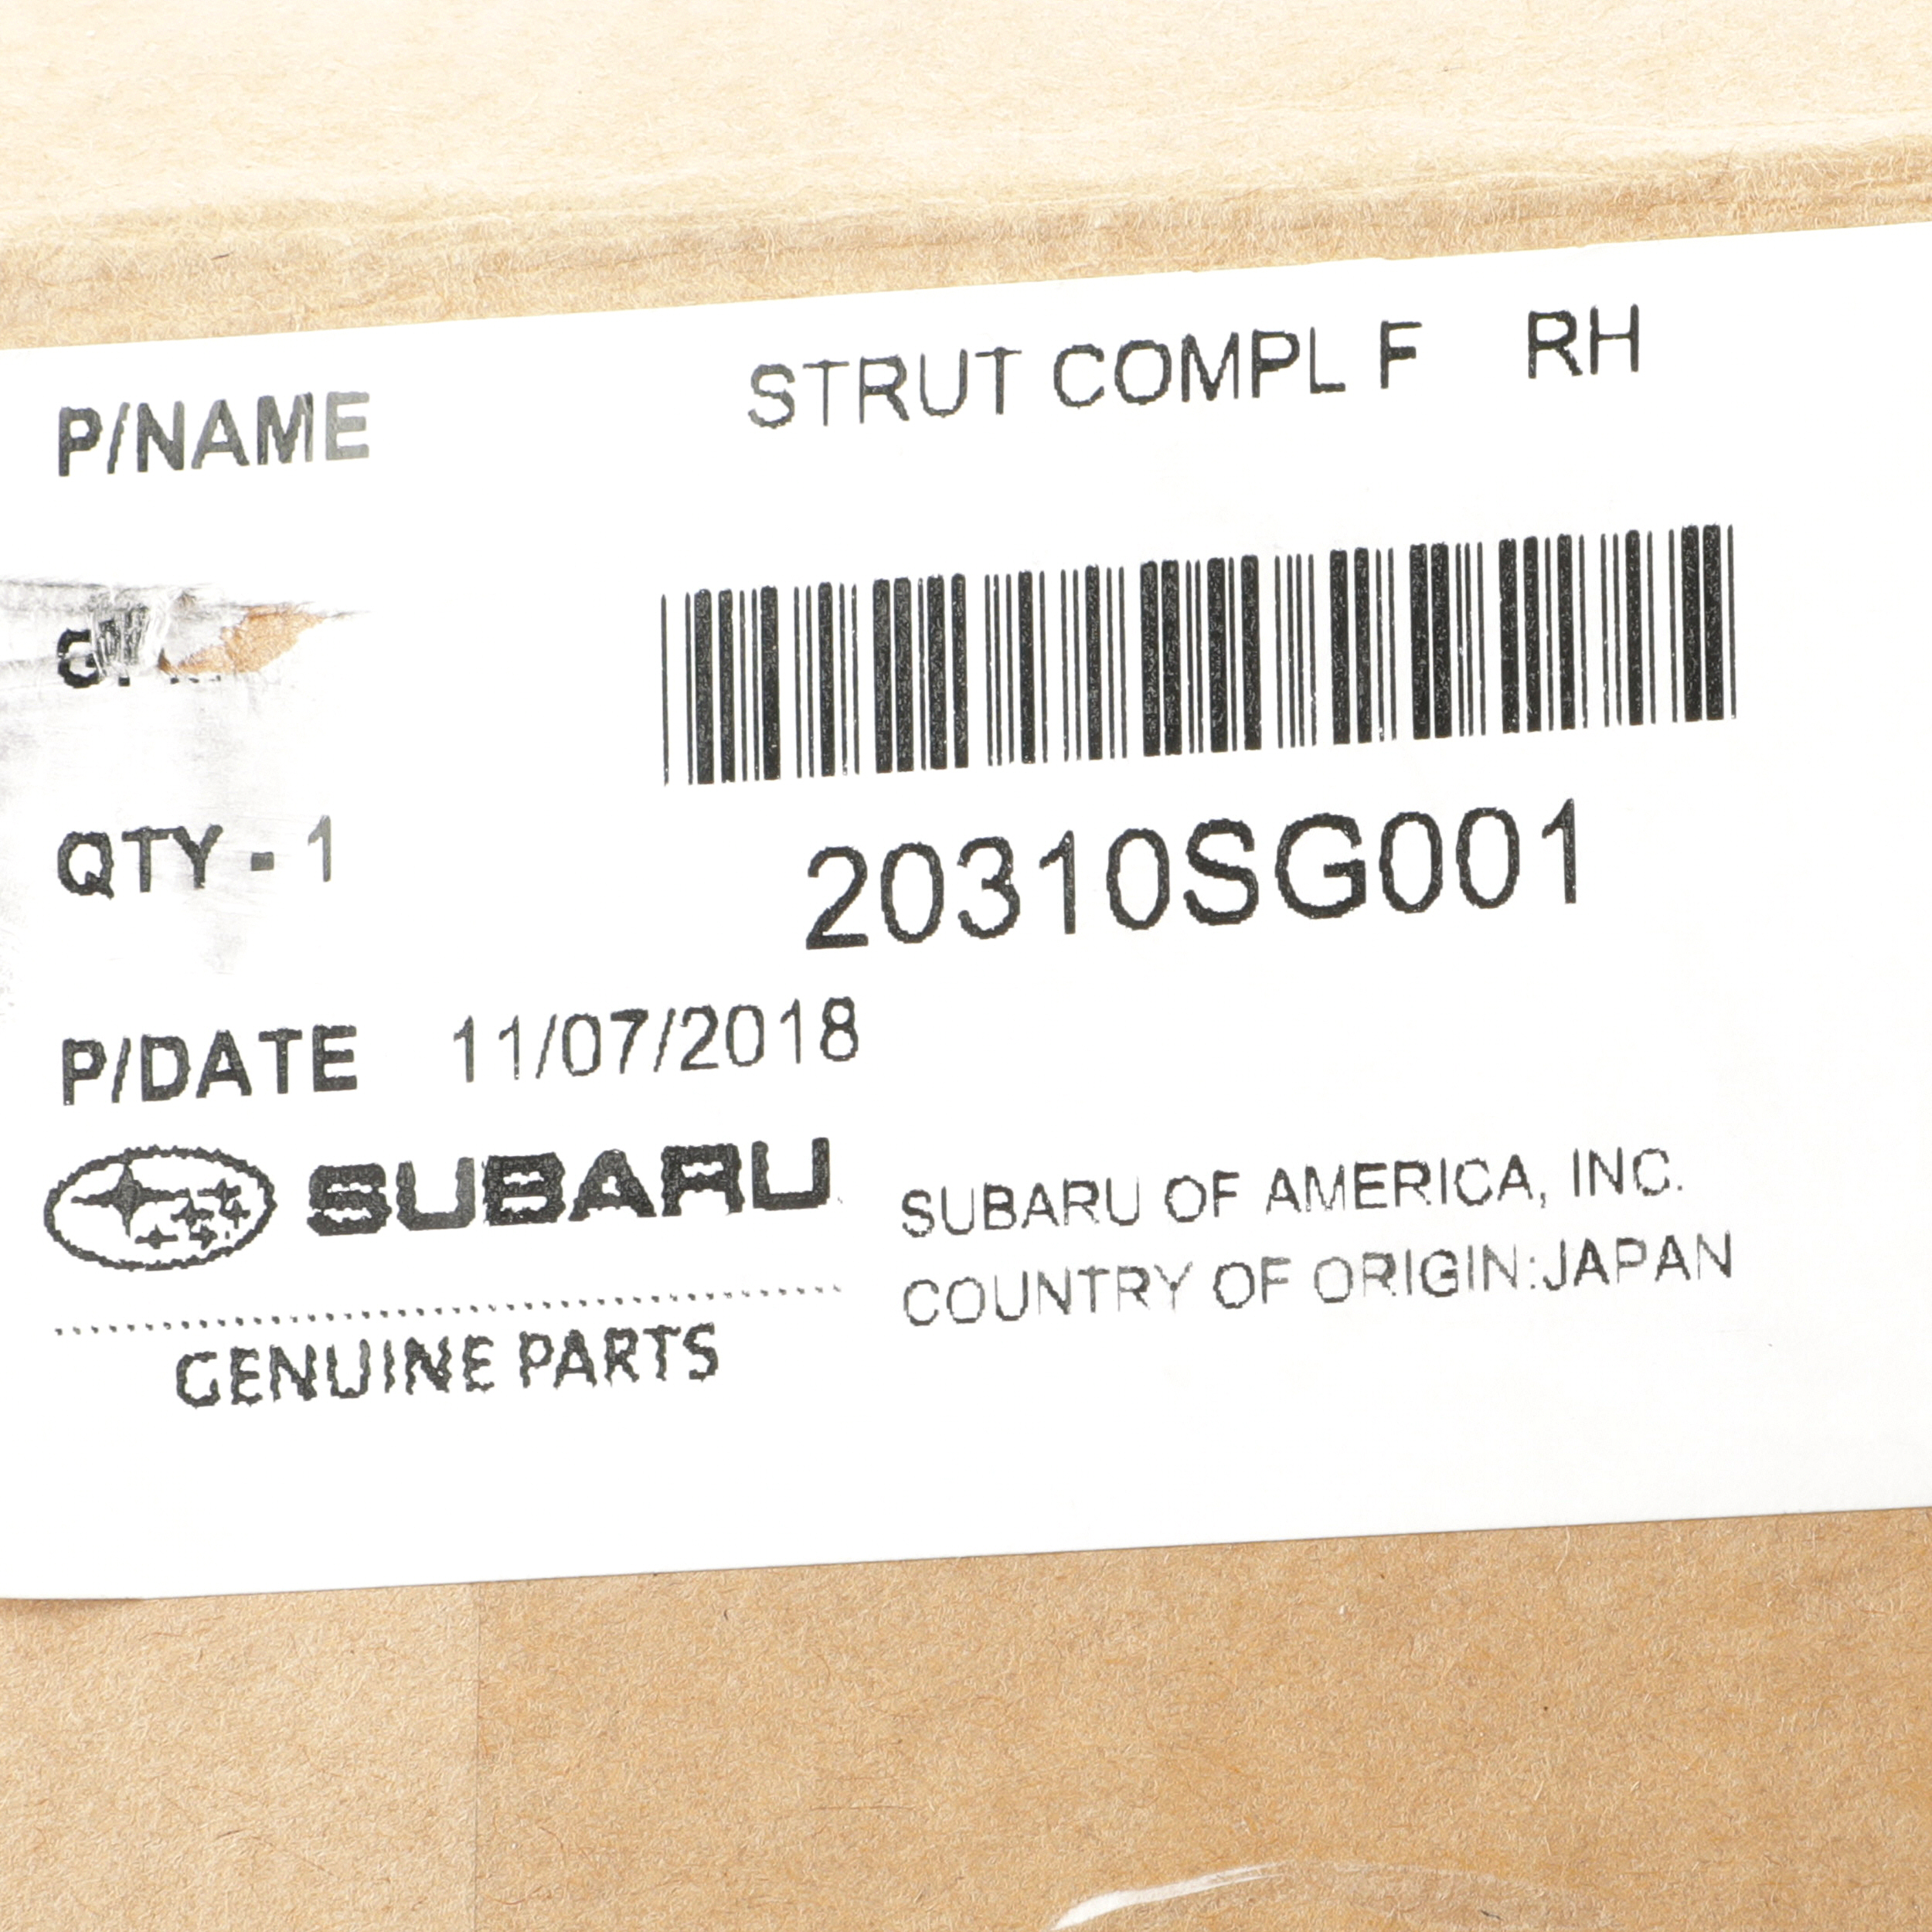 P/NAME STRUT COMPL F RH
QTY - 1
20310SG001
P/DATE 11/07/2018
SUBARU
GENUINE PARTS
SUBARU OF AMERICA, INC.
COUNTRY OF ORIGIN:JAPAN